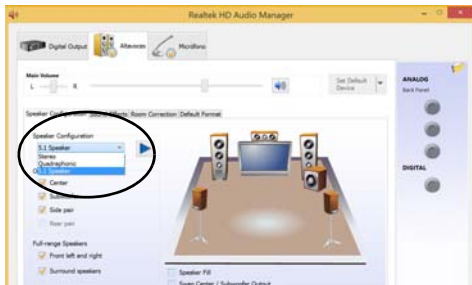 Realtek HD Audio Manager
Digital Output
Altavoces
Micrófono
Main Volume
L
R
Set Default
Device
ANALOG
Back Panel
Speaker Configuration Sound Effects Room Correction Default Format
Speaker Configuration
5.1 Speaker
Stereo
Quadraphonic
5.1 Speaker
Center
Subwoofer
Side pair
Rear pair
DIGITAL
Full-range Speakers
Front left and right
Surround speakers
Speaker Fill
Swap Center / Subwoofer Output